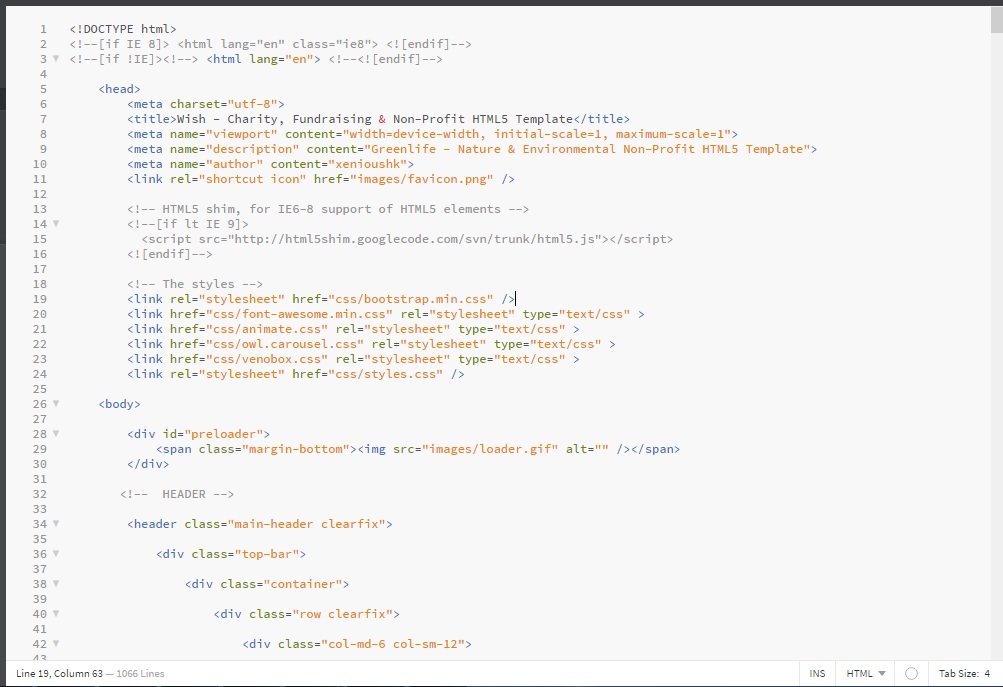 1 <!DOCTYPE html>
2 <!--[if IE 8]> <html lang="en" class="ie8"> <![endif]-->
3 <!--[if !IE]><!--> <html lang="en"> <!--<![endif]-->
4
5 <head>
6 <meta charset="utf-8">
7 <title>Wish - Charity, Fundraising & Non-Profit HTML5 Template</title>
8 <meta name="viewport" content="width=device-width, initial-scale=1, maximum-scale=1">
9 <meta name="description" content="Greenlife - Nature & Environmental Non-Profit HTML5 Template">
10 <meta name="author" content="xenioushk">
11 <link rel="shortcut icon" href="images/favicon.png" />
12
13 <!-- HTML5 shim, for IE6-8 support of HTML5 elements -->
14 <!--[if lt IE 9]>
15 <script src="http://html5shim.googlecode.com/svn/trunk/html5.js"></script>
16 <![endif]-->
17
18 <!-- The styles -->
19 <link rel="stylesheet" href="css/bootstrap.min.css" />
20 <link href="css/font-awesome.min.css" rel="stylesheet" type="text/css" >
21 <link href="css/animate.css" rel="stylesheet" type="text/css" >
22 <link href="css/owl.carousel.css" rel="stylesheet" type="text/css" >
23 <link href="css/venobox.css" rel="stylesheet" type="text/css" >
24 <link rel="stylesheet" href="css/styles.css" />
25
26 <body>
27
28 <div id="preloader">
29 <span class="margin-bottom"><img src="images/loader.gif" alt="" /></span>
30 </div>
31
32 <!--  HEADER -->
33
34 <header class="main-header clearfix">
35
36 <div class="top-bar">
37
38 <div class="container">
39
40 <div class="row clearfix">
41
42 <div class="col-md-6 col-sm-12">
43
Line 19, Column 63 — 1066 Lines INS HTML Tab Size: 4